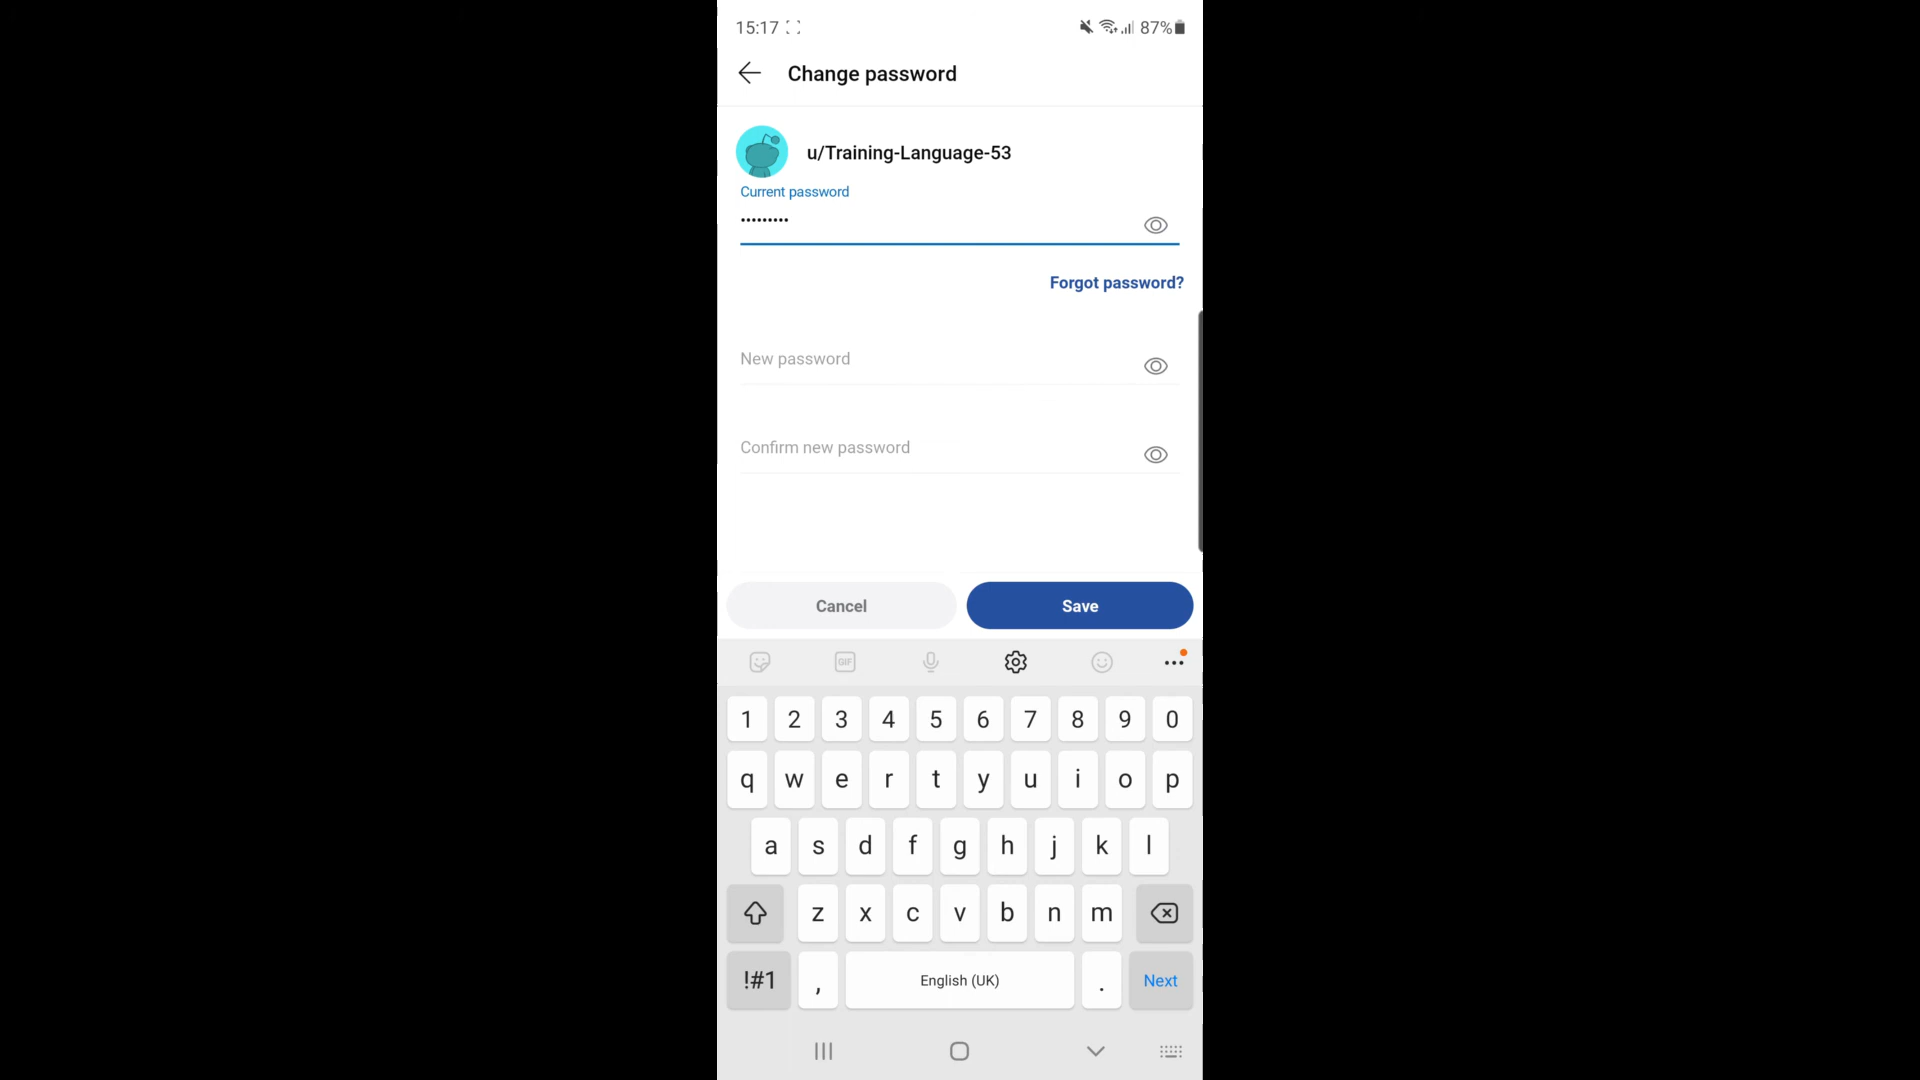 15:17 87%
Change password
u/Training-Language-53
Current password
•••••••••
Forgot password?
New password
Confirm new password
Cancel Save
GIF
1 2 3 4 5 6 7 8 9 0
q w e r t y u i o p
a s d f g h j k l
z x c v b n m
!#1 , English (UK) . Next